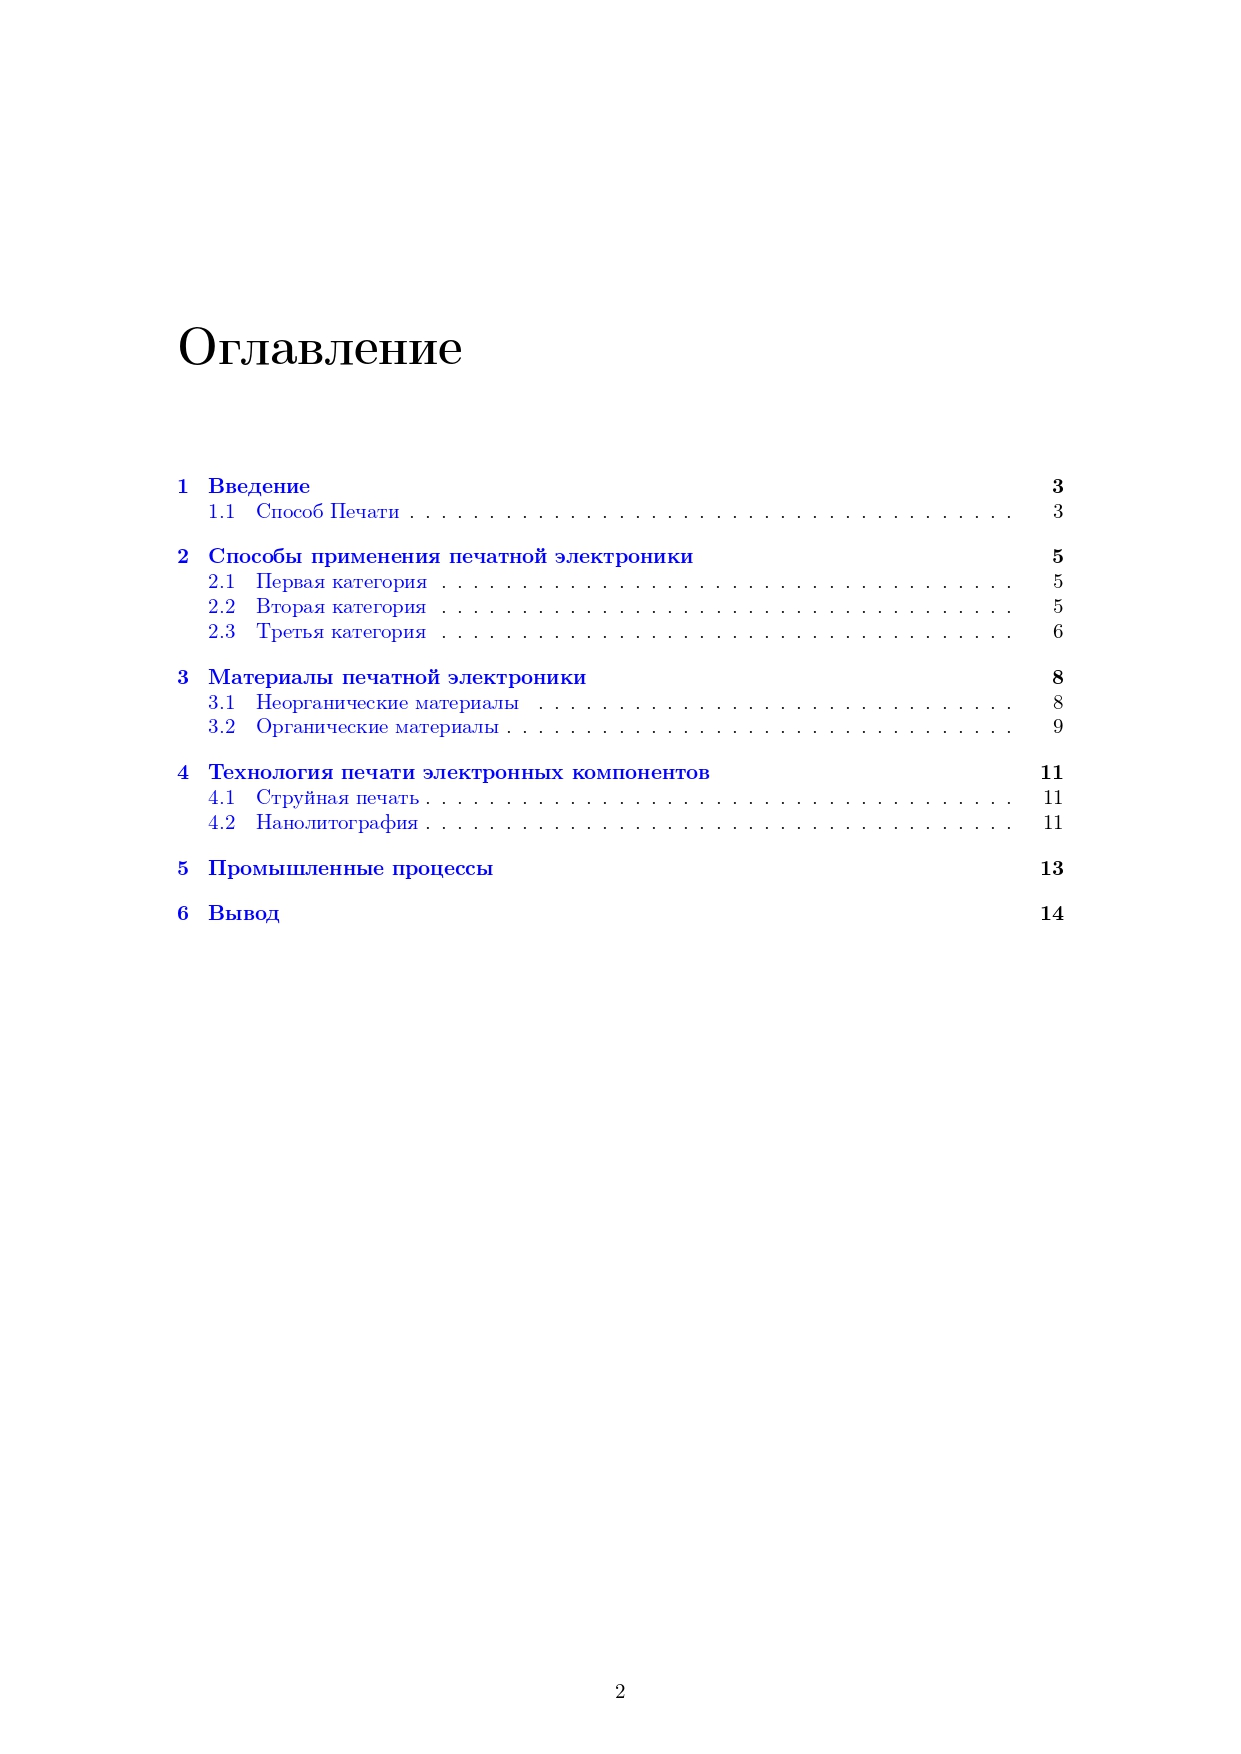 Оглавление
1 Введение 3
1.1 Способ Печати . . . . . . . . . . . . . . . . . . . . . . . . . . . . . . . . . . . . . . 3
2 Способы применения печатной электроники 5
2.1 Первая категория . . . . . . . . . . . . . . . . . . . . . . . . . . . . . . . . . . . . 5
2.2 Вторая категория . . . . . . . . . . . . . . . . . . . . . . . . . . . . . . . . . . . . 5
2.3 Третья категория . . . . . . . . . . . . . . . . . . . . . . . . . . . . . . . . . . . . 6
3 Материалы печатной электроники 8
3.1 Неорганические материалы . . . . . . . . . . . . . . . . . . . . . . . . . . . . . . 8
3.2 Органические материалы . . . . . . . . . . . . . . . . . . . . . . . . . . . . . . . . 9
4 Технология печати электронных компонентов 11
4.1 Струйная печать . . . . . . . . . . . . . . . . . . . . . . . . . . . . . . . . . . . . . 11
4.2 Нанолитография . . . . . . . . . . . . . . . . . . . . . . . . . . . . . . . . . . . . . 11
5 Промышленные процессы 13
6 Вывод 14
2